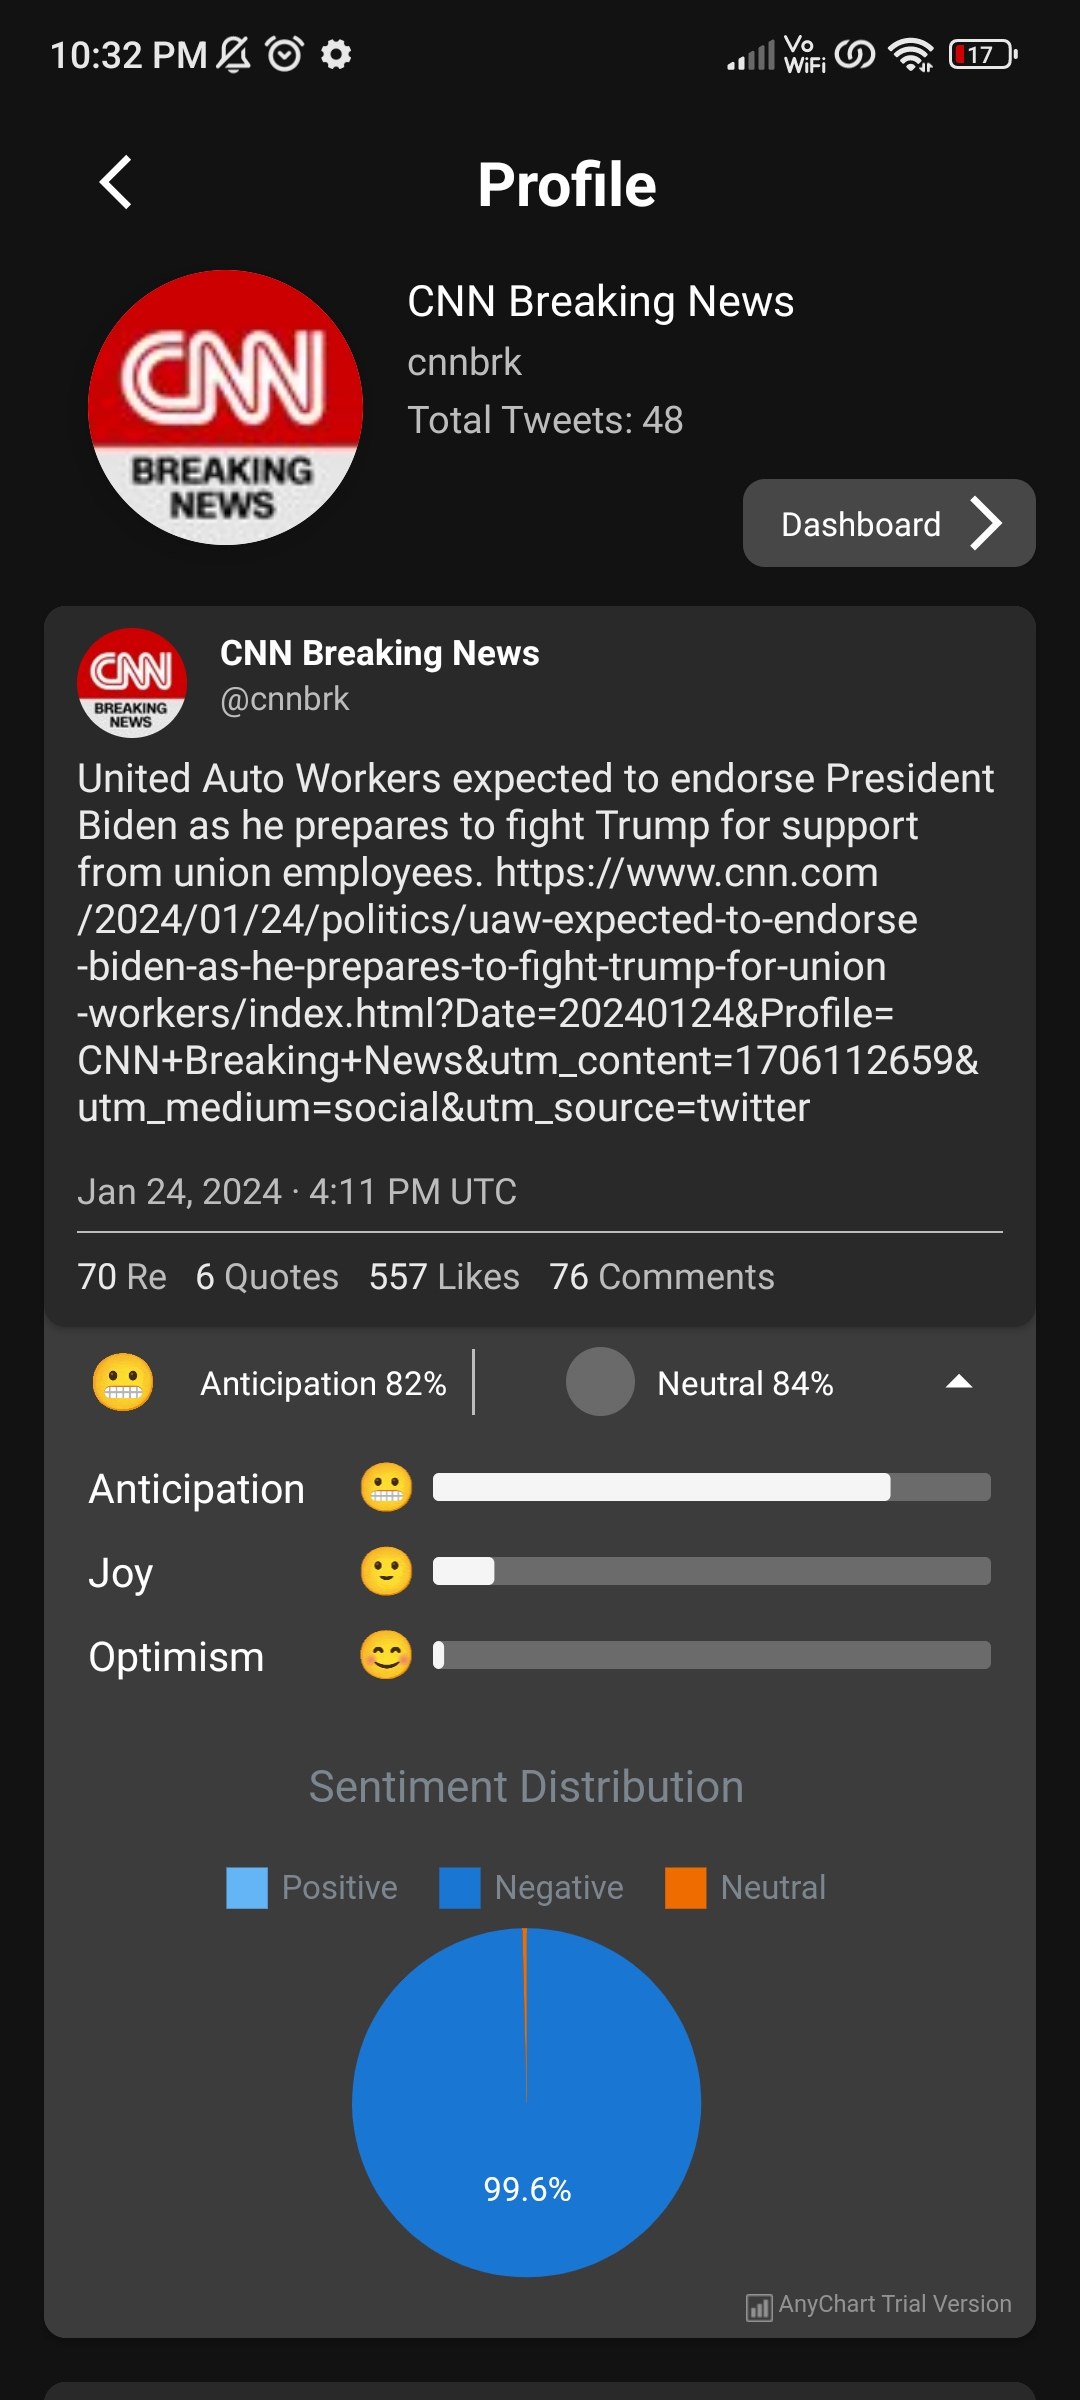 10:32 PM Vo WiFi 17
Profile
CNN
BREAKING
NEWS
CNN Breaking News
cnnbrk
Total Tweets: 48
Dashboard
CNN
BREAKING
NEWS
CNN Breaking News
@cnnbrk
United Auto Workers expected to endorse President
Biden as he prepares to fight Trump for support
from union employees. https://www.cnn.com
/2024/01/24/politics/uaw-expected-to-endorse
-biden-as-he-prepares-to-fight-trump-for-union
-workers/index.html?Date=20240124&Profile=
CNN+Breaking+News&utm_content=1706112659&
utm_medium=social&utm_source=twitter
Jan 24, 2024 · 4:11 PM UTC
70 Re 6 Quotes 557 Likes 76 Comments
Anticipation 82% Neutral 84%
Anticipation
Joy
Optimism
Sentiment Distribution
Positive Negative Neutral
99.6%
AnyChart Trial Version